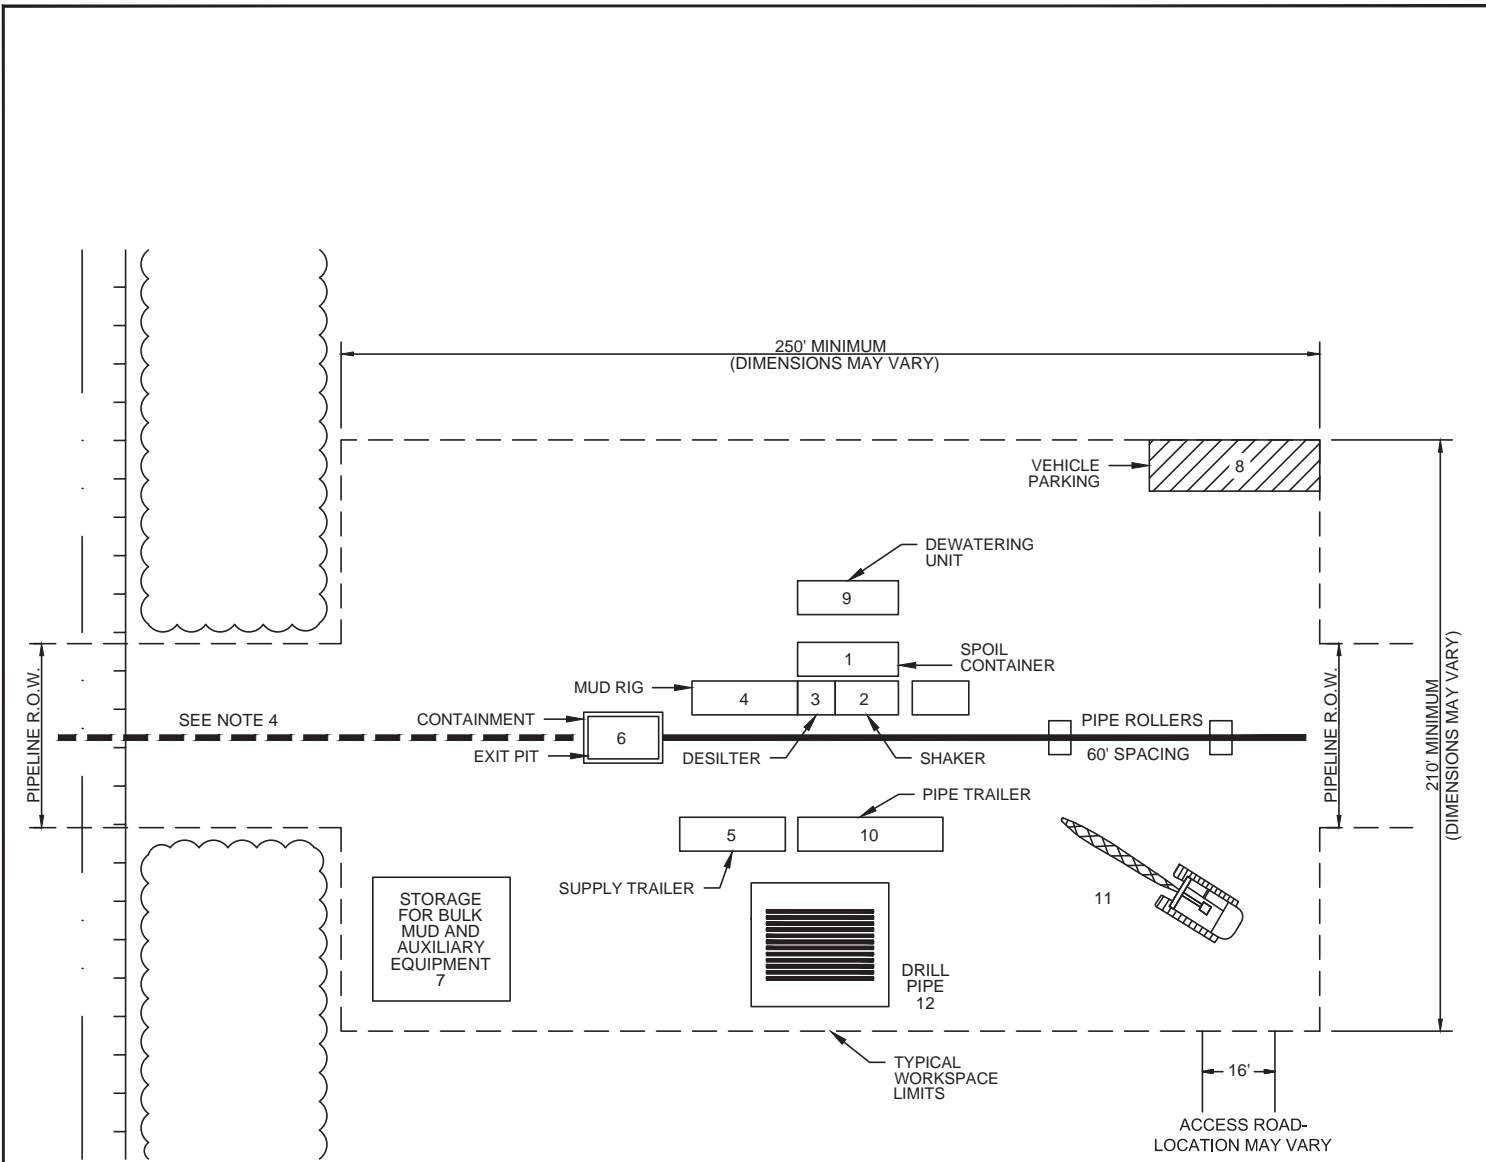 250' MINIMUM
(DIMENSIONS MAY VARY)
VEHICLE
PARKING
8
DEWATERING
UNIT
9
1
SPOIL
CONTAINER
MUD RIG
4
3
2
PIPELINE R.O.W.
SEE NOTE 4
CONTAINMENT
EXIT PIT
6
DESILTER
SHAKER
PIPE ROLLERS
60' SPACING
PIPELINE R.O.W.
210' MINIMUM
(DIMENSIONS MAY VARY)
PIPE TRAILER
5
10
SUPPLY TRAILER
11
STORAGE
FOR BULK
MUD AND
AUXILIARY
EQUIPMENT
7
DRILL
PIPE
12
TYPICAL
WORKSPACE
LIMITS
16'
ACCESS ROAD-
LOCATION MAY VARY